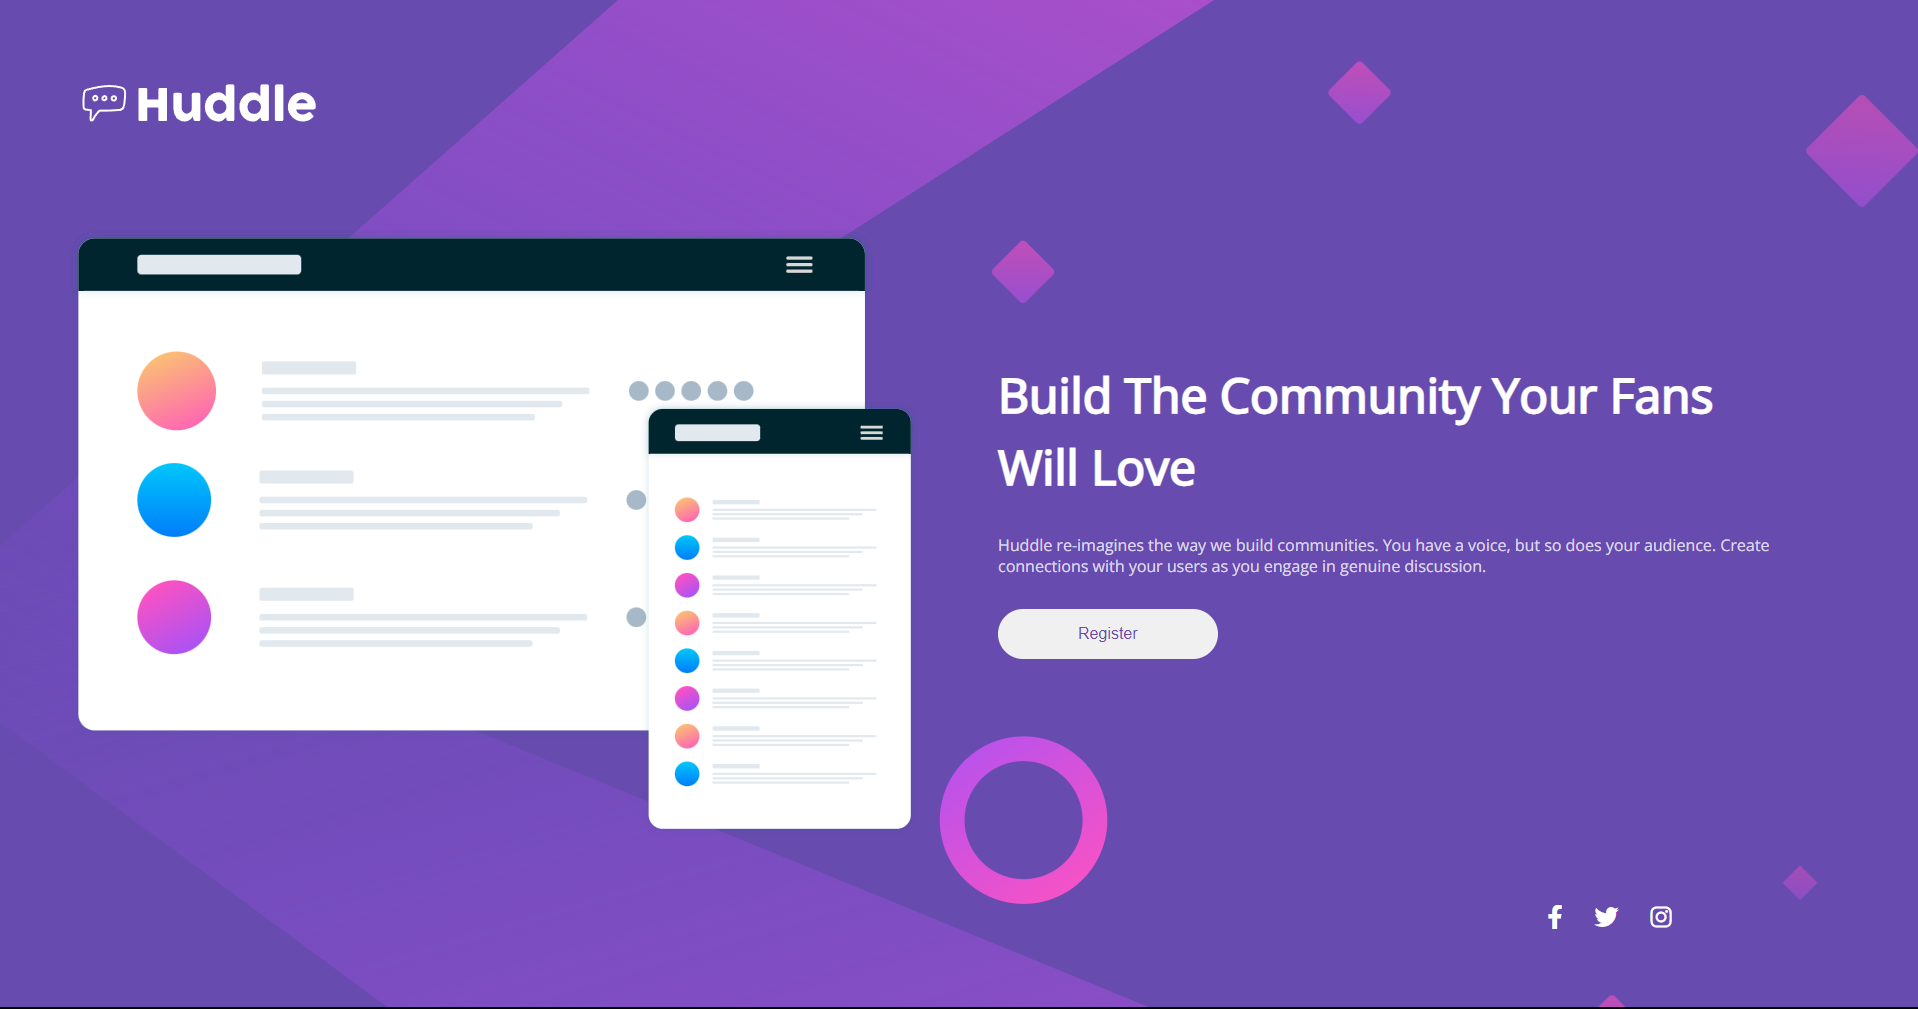 Huddle
Build The Community Your Fans
Will Love
Huddle re-imagines the way we build communities. You have a voice, but so does your audience. Create
connections with your users as you engage in genuine discussion.
Register